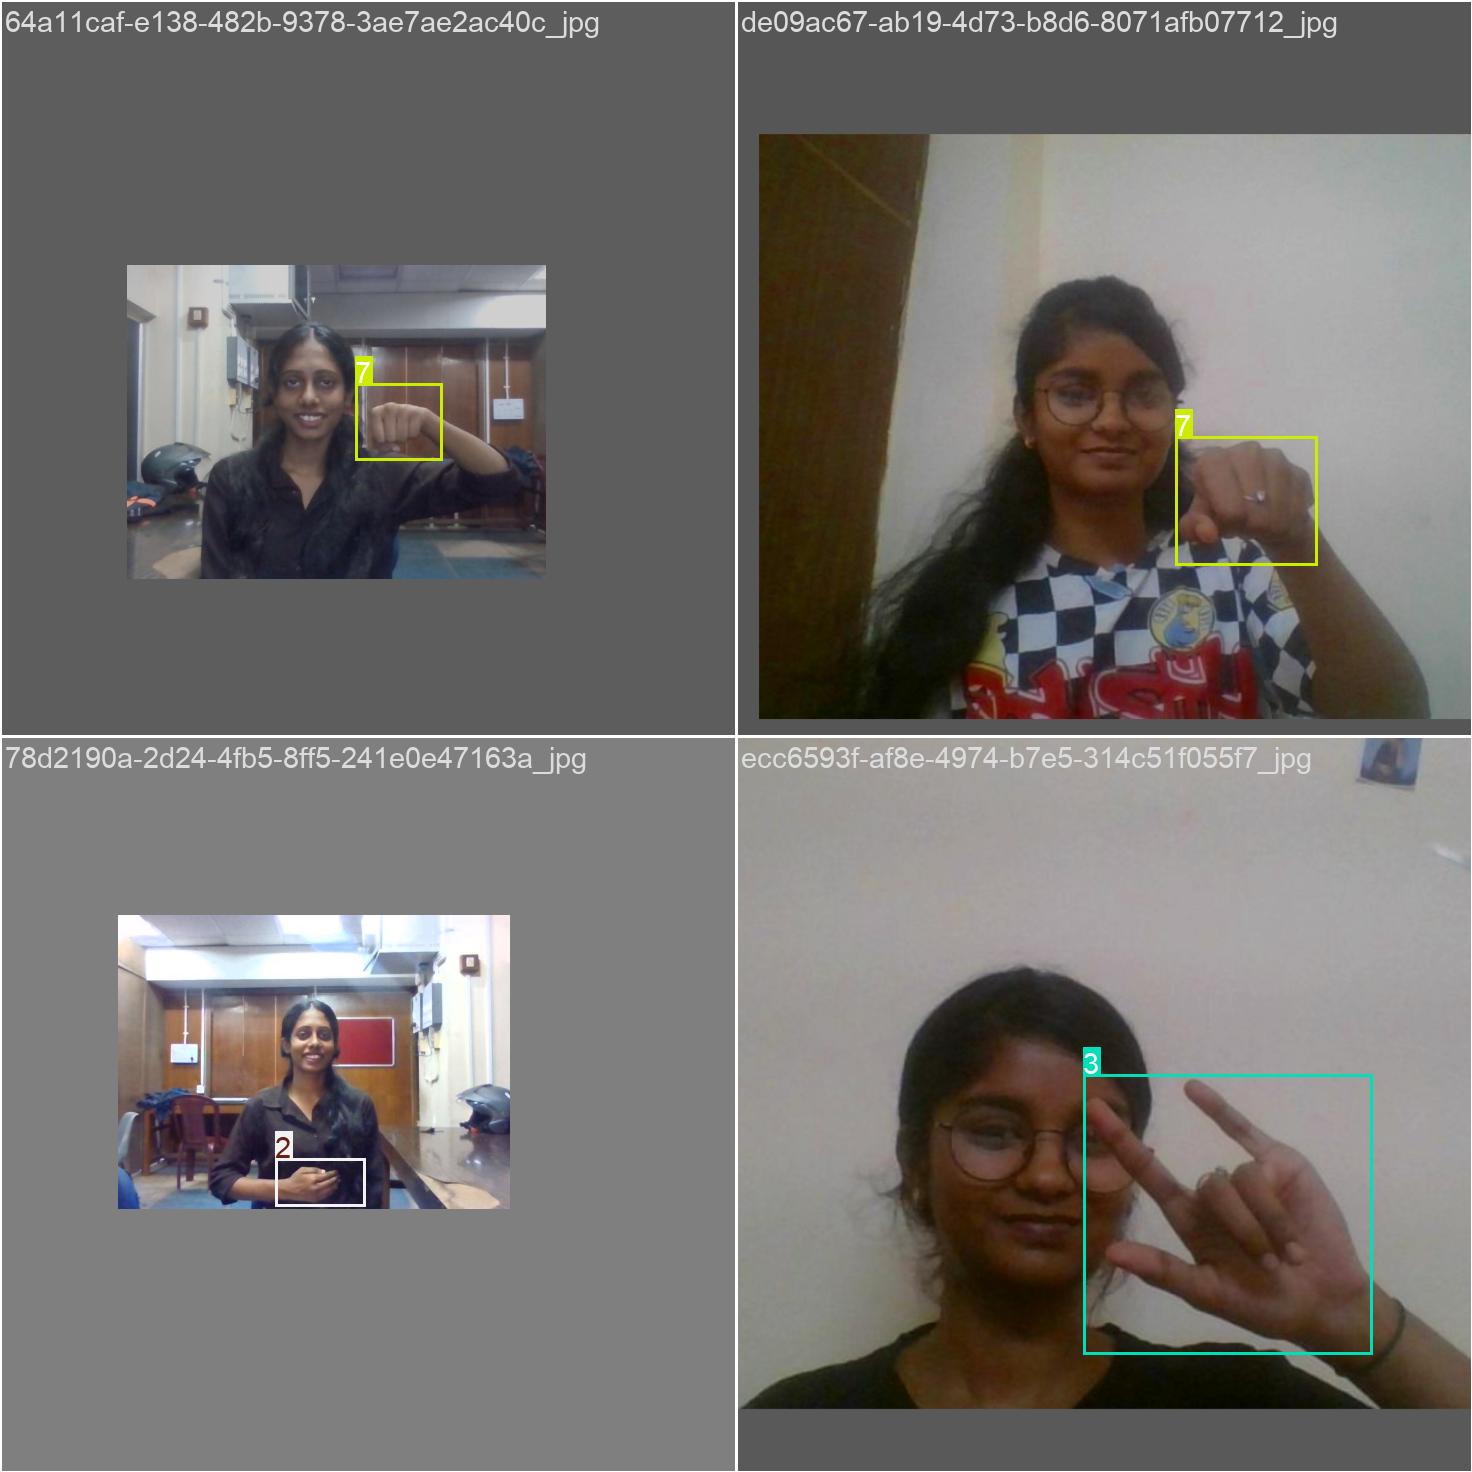 64a11caf-e138-482b-9378-3ae7ae2ac40c_jpg
de09ac67-ab19-4d73-b8d6-8071afb07712_jpg
7
7
78d2190a-2d24-4fb5-8ff5-241e0e47163a_jpg
ecc6593f-af8e-4974-b7e5-314c51f055f7_jpg
2
3